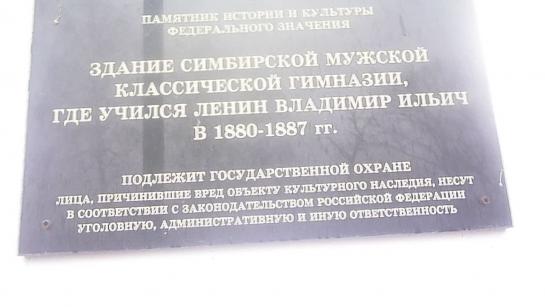 ПАМЯТНИК ИСТОРИИ И КУЛЬТУРЫ
ФЕДЕРАЛЬНОГО ЗНАЧЕНИЯ
ЗДАНИЕ СИМБИРСКОЙ МУЖСКОЙ
КЛАССИЧЕСКОЙ ГИМНАЗИИ,
ГДЕ УЧИЛСЯ ЛЕНИН ВЛАДИМИР ИЛЬИЧ
В 1880-1887 гг.
ПОДЛЕЖИТ ГОСУДАРСТВЕННОЙ ОХРАНЕ
ЛИЦА, ПРИЧИНИВШИЕ ВРЕД ОБЪЕКТУ КУЛЬТУРНОГО НАСЛЕДИЯ, НЕСУТ
В СООТВЕТСТВИИ С ЗАКОНОДАТЕЛЬСТВОМ РОССИЙСКОЙ ФЕДЕРАЦИИ
УГОЛОВНУЮ, АДМИНИСТРАТИВНУЮ И ИНУЮ ОТВЕТСТВЕННОСТЬ